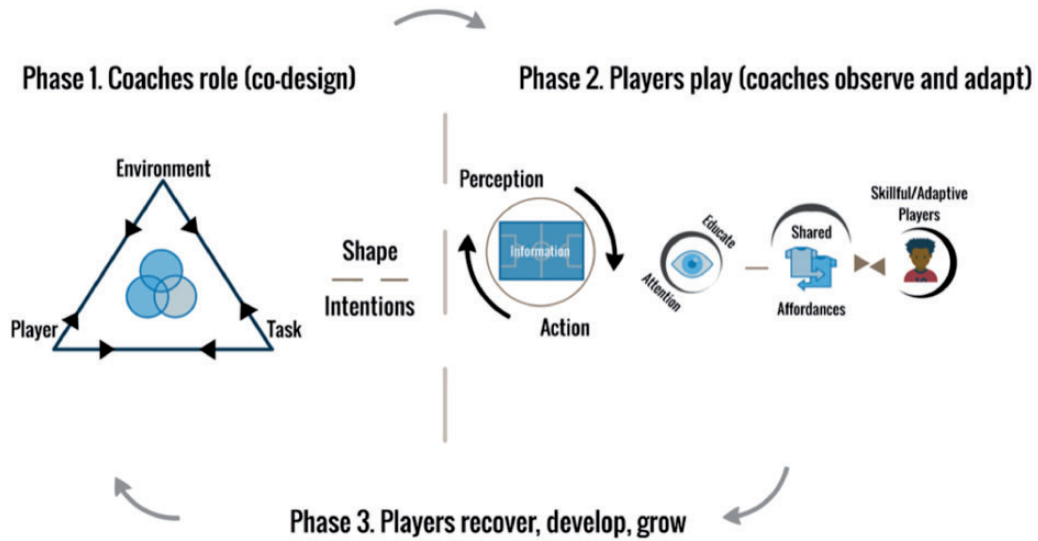 Phase 1. Coaches role (co-design)
Phase 2. Players play (coaches observe and adapt)
Environment
Player
Task
Shape
Intentions
Perception
Information
Action
Educate
Attention
Shared
Affordances
Skillful/Adaptive
Players
Phase 3. Players recover, develop, grow